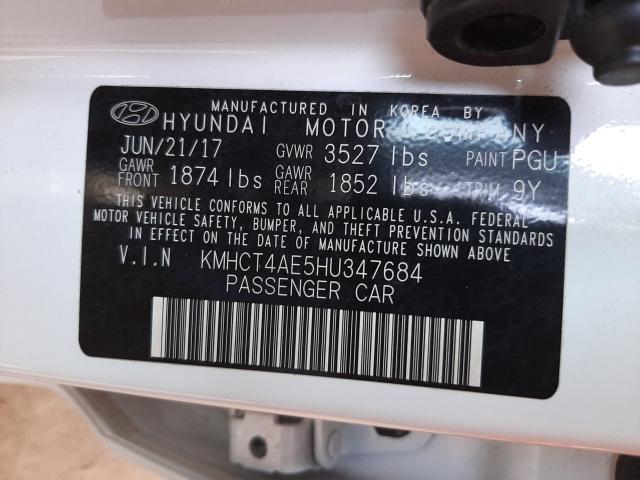 MANUFACTURED IN KOREA BY
HYUNDAI MOTOR COMPANY
JUN/21/17 GVWR 3527 lbs PAINT PGU
GAWR FRONT 1874 lbs GAWR REAR 1852 lbs TRIM 9Y
THIS VEHICLE CONFORMS TO ALL APPLICABLE U.S.A. FEDERAL
MOTOR VEHICLE SAFETY, BUMPER, AND THEFT PREVENTION STANDARDS
IN EFFECT ON THE DATE OF MANUFACTURE SHOWN ABOVE
V.I.N KMHCT4AE5HU347684
PASSENGER CAR